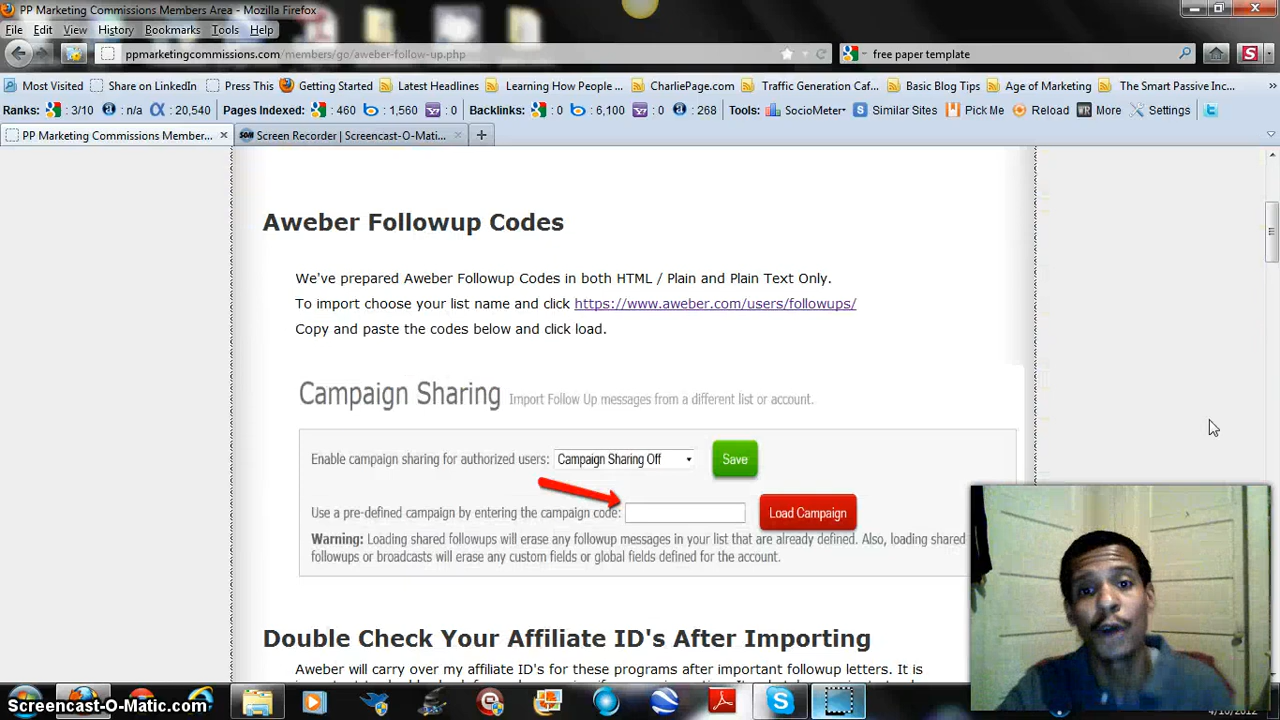 PP Marketing Commissions Members Area - Mozilla Firefox
File Edit View History Bookmarks Tools Help
ppmarketingcommissions.com/members/go/aweber-follow-up.php
free paper template
Most Visited Share on LinkedIn Press This Getting Started Latest Headlines Learning How People ... CharliePage.com Traffic Generation Caf... Basic Blog Tips Age of Marketing The Smart Passive Inc...
Ranks: : 3/10 : n/a : 20,540 Pages Indexed: : 460 : 1,560 : 0 Backlinks: : 0 : 6,100 : 0 : 268 Tools: SocioMeter Similar Sites Pick Me Reload More Settings
PP Marketing Commissions Member... Screen Recorder | Screencast-O-Mati...
Aweber Followup Codes
We've prepared Aweber Followup Codes in both HTML / Plain and Plain Text Only.
To import choose your list name and click https://www.aweber.com/users/followups/
Copy and paste the codes below and click load.
Campaign Sharing Import Follow Up messages from a different list or account.
Enable campaign sharing for authorized users: Campaign Sharing Off Save
Use a pre-defined campaign by entering the campaign code: Load Campaign
Warning: Loading shared followups will erase any follow up messages in your list that are already defined. Also, loading shared
followups or broadcasts will erase any custom fields or global fields defined for the account.
Double Check Your Affiliate ID's After Importing
Aweber will carry over my affiliate ID's for these programs after important followup letters. It is
Screencast-O-Matic.com
4/10/2012